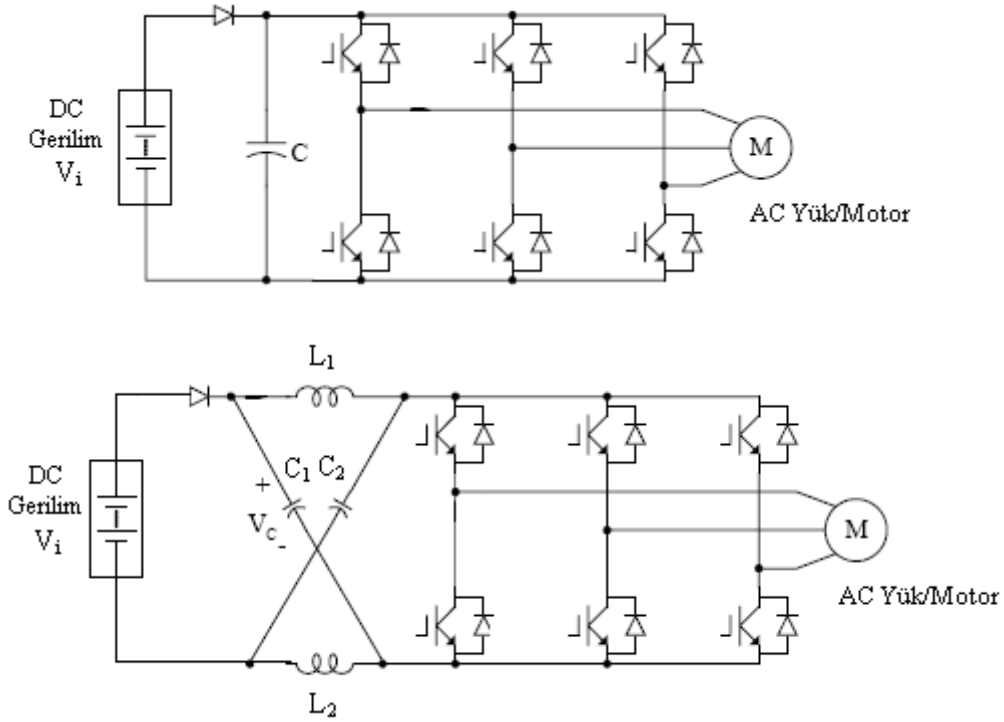 DC
Gerilim
Vi
C
M
AC Yük/Motor
L1
DC
Gerilim
Vi
+
C1 C2
VC
-
M
AC Yük/Motor
L2